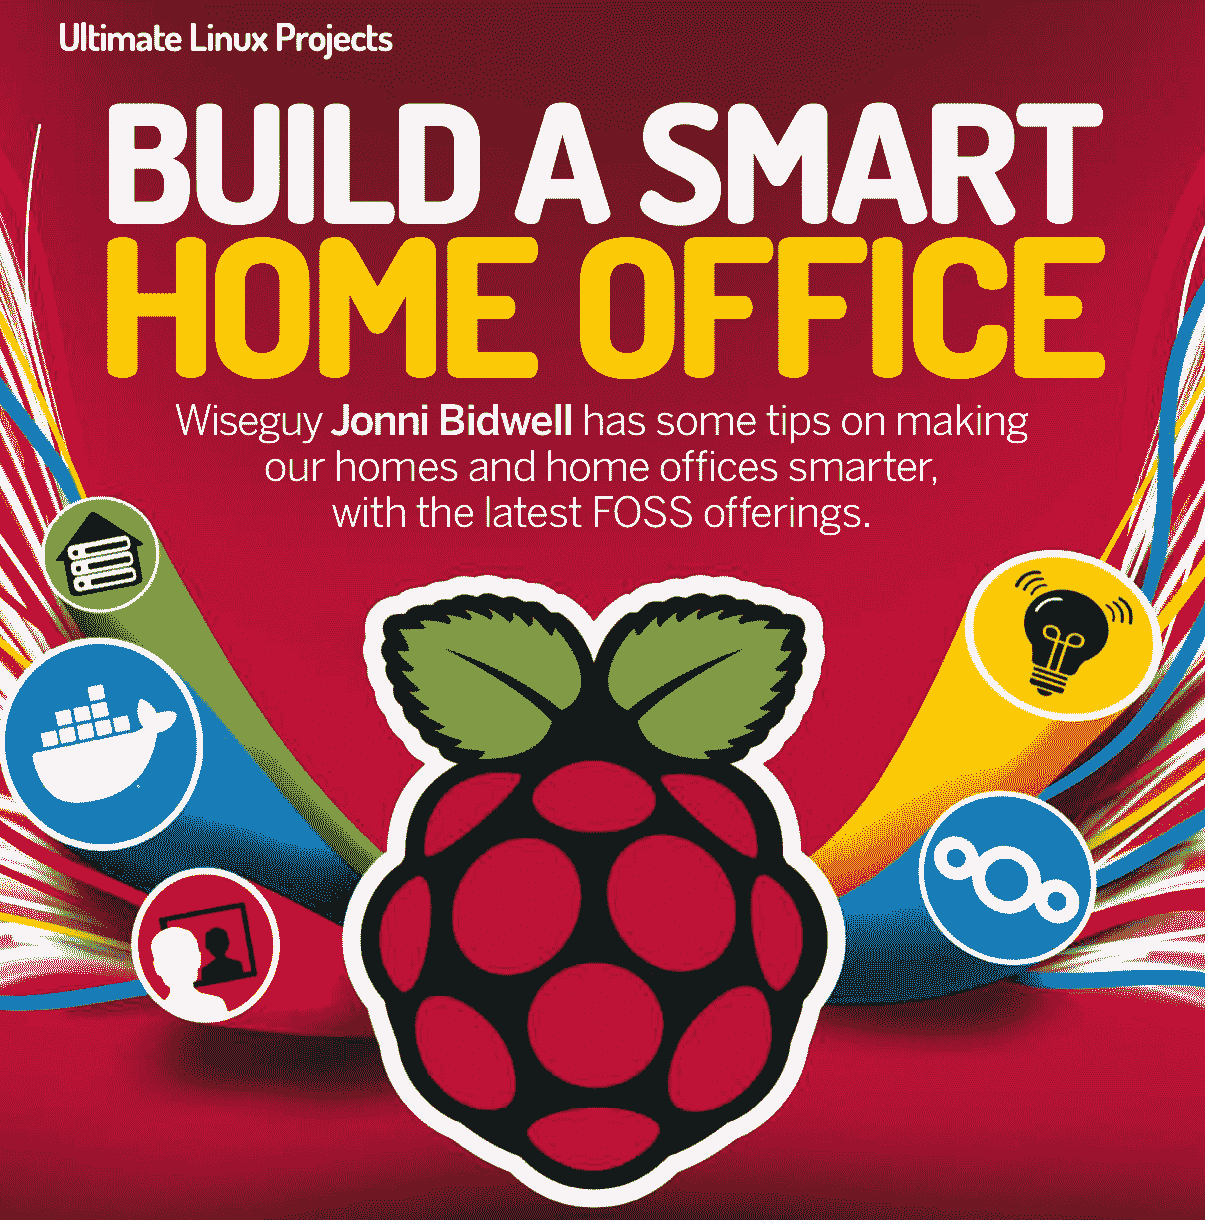 Ultimate Linux Projects
BUILD A SMART
HOME OFFICE
Wiseguy Jonni Bidwell has some tips on making
our homes and home offices smarter,
with the latest FOSS offerings.